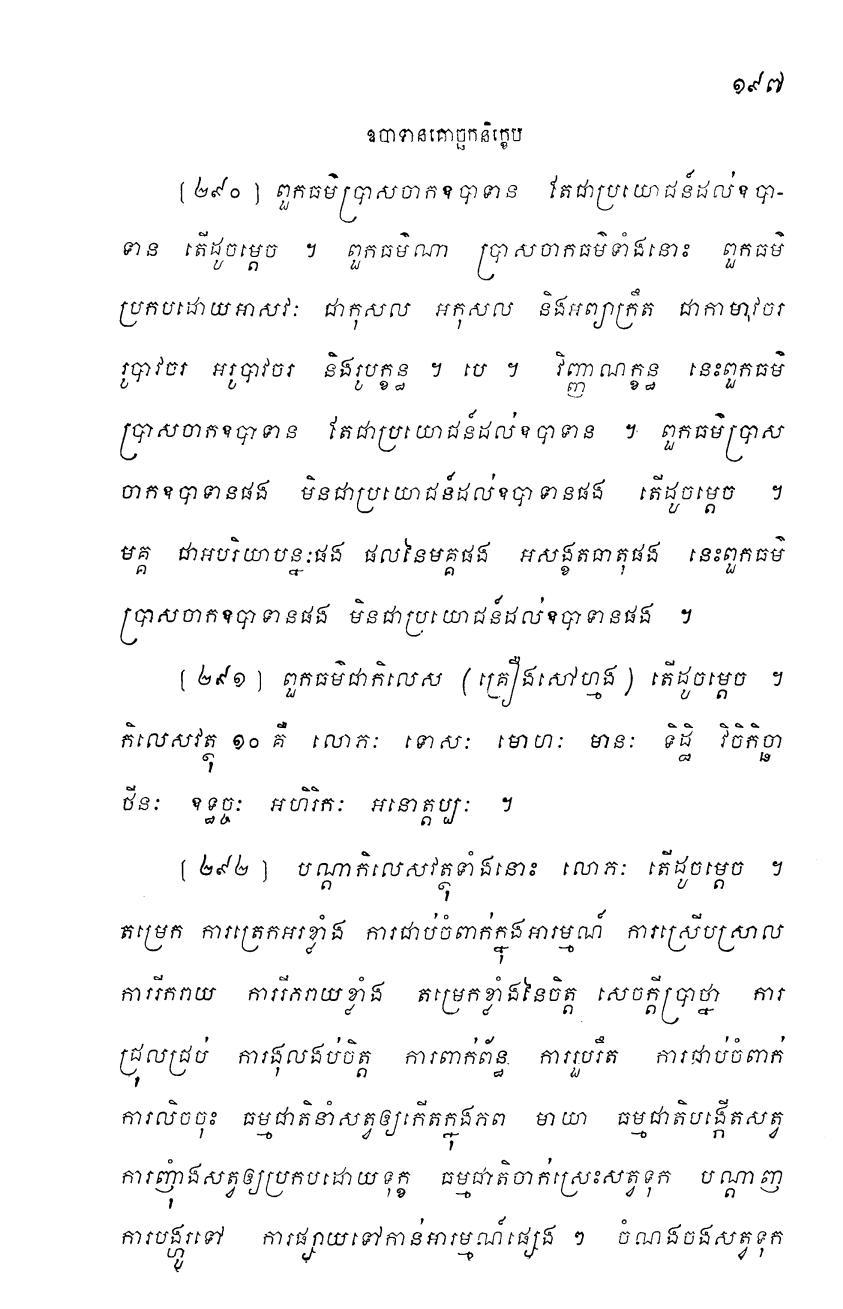 ១៩៧
ឧបាទានគោច្ឆកនិក្ខេប
[២៩០] ពួកធម៌ប្រាសចាកឧបាទាន តែជាប្រយោជន៍ដល់ឧបា-
ទាន តើដូចម្តេច ។ ពួកធម៌ណា ប្រាសចាកធម៌ទាំងនោះ ពួកធម៌
ប្រកបដោយអាសវៈ ជាកុសល អកុសល និងអព្យាក្រឹត ជាកាមាវចរ
រូបាវចរ អរូបាវចរ និងរូបក្ខន្ធ ។ បេ ។ វិញ្ញាណក្ខន្ធ នេះពួកធម៌
ប្រាសចាកឧបាទាន តែជាប្រយោជន៍ដល់ឧបាទាន ។ ពួកធម៌ប្រាស
ចាកឧបាទានផង មិនជាប្រយោជន៍ដល់ឧបាទានផង តើដូចម្តេច ។
មគ្គ ជាអបរិយាបន្នៈផង ផលនៃមគ្គផង អសង្ខតធាតុផង នេះពួកធម៌
ប្រាសចាកឧបាទានផង មិនជាប្រយោជន៍ដល់ឧបាទានផង ។
[២៩១] ពួកធម៌ជាកិលេស (គ្រឿងសៅហ្មង) តើដូចម្តេច ។
កិលេសវត្ថុ ១០ គឺ លោភៈ ទោសៈ មោហៈ មានៈ ទិដ្ឋិ វិចិកិច្ឆា
ថីនៈ ឧទ្ធច្ចៈ អហិរិកៈ អនោត្តប្បៈ ។
[២៩២] បណ្តាកិលេសវត្ថុទាំងនោះ លោភៈ តើដូចម្តេច ។
តម្រេក ការត្រេកអរខ្លាំង ការជាប់ចំពាក់ក្នុងអារម្មណ៍ ការស្រើបស្រាល
ការរីករាយ ការរីករាយខ្លាំង តម្រេកខ្លាំងនៃចិត្ត សេចក្តីប្រាថ្នា ការ
ជ្រុលជ្រប់ ការងុលងប់ចិត្ត ការពាក់ព័ន្ធ ការរួបរឹត ការជាប់ចំពាក់
ការលិចចុះ ធម្មជាតិនាំសត្វឲ្យកើតក្នុងភព មាយា ធម្មជាតិបង្កើតសត្វ
ការញុំាងសត្វឲ្យប្រកបដោយទុក្ខ ធម្មជាតិចាក់ស្រេះសត្វទុក បណ្តាញ
ការបង្ហូរទៅ ការផ្សាយទៅកាន់អារម្មណ៍ផ្សេង ៗ ចំណងចងសត្វទុក